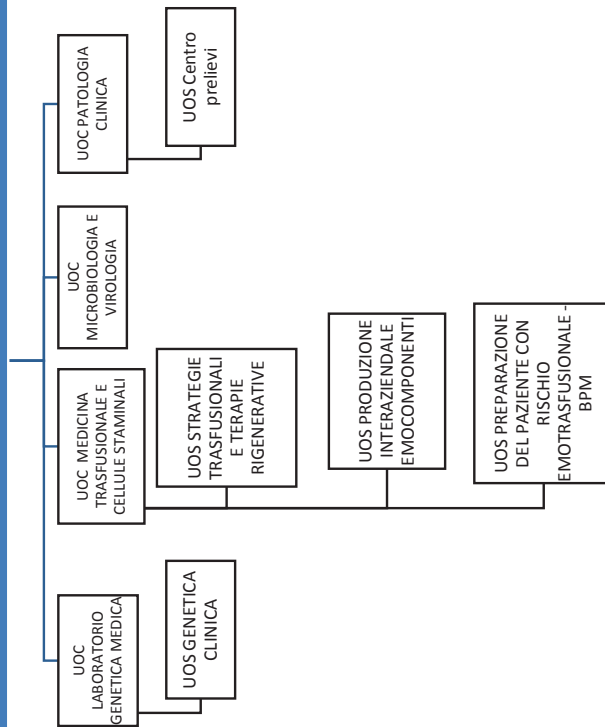 UOC
LABORATORIO
GENETICA MEDICA
UOS GENETICA
CLINICA
UOC MEDICINA
TRASFUSIONALE E
CELLULE STAMINALI
UOS STRATEGIE
TRASFUSIONALI
E TERAPIE
RIGENERATIVE
UOS PRODUZIONE
INTERAZIENDALE
EMOCOMPONENTI
UOS PREPARAZIONE
DEL PAZIENTE CON
RISCHIO
EMOTRASFUSIONALE -
BPM
UOC
MICROBIOLOGIA E
VIROLOGIA
UOC PATOLOGIA
CLINICA
UOS Centro
prelievi